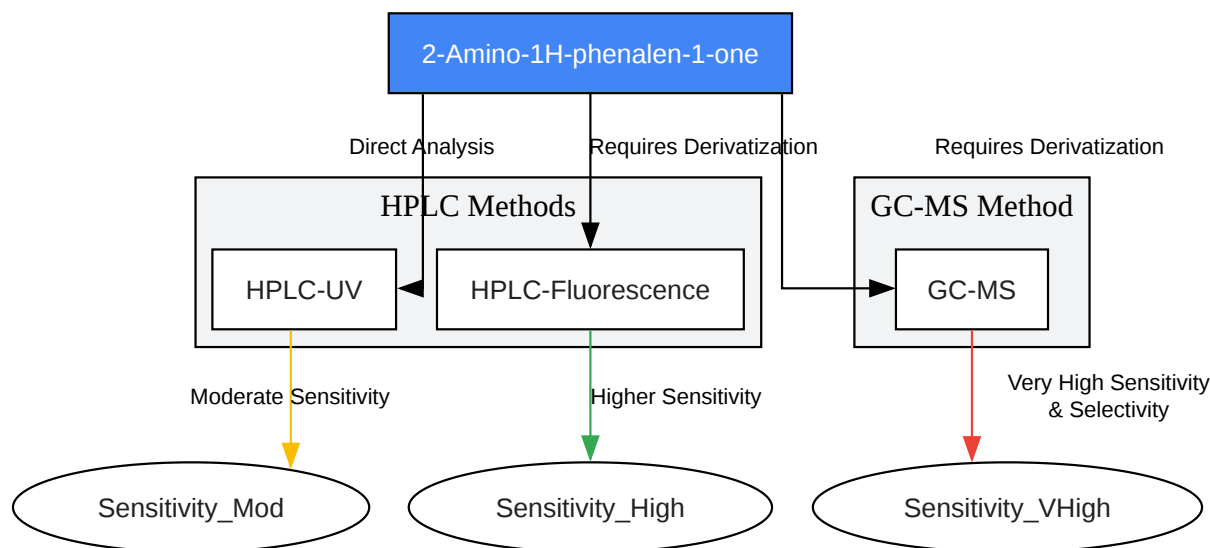 2-Amino-1H-phenalen-1-one
Direct Analysis
Requires Derivatization
Requires Derivatization
HPLC Methods
GC-MS Method
HPLC-UV
HPLC-Fluorescence
GC-MS
Moderate Sensitivity
Higher Sensitivity
Very High Sensitivity
& Selectivity
Sensitivity_Mod
Sensitivity_High
Sensitivity_VHigh